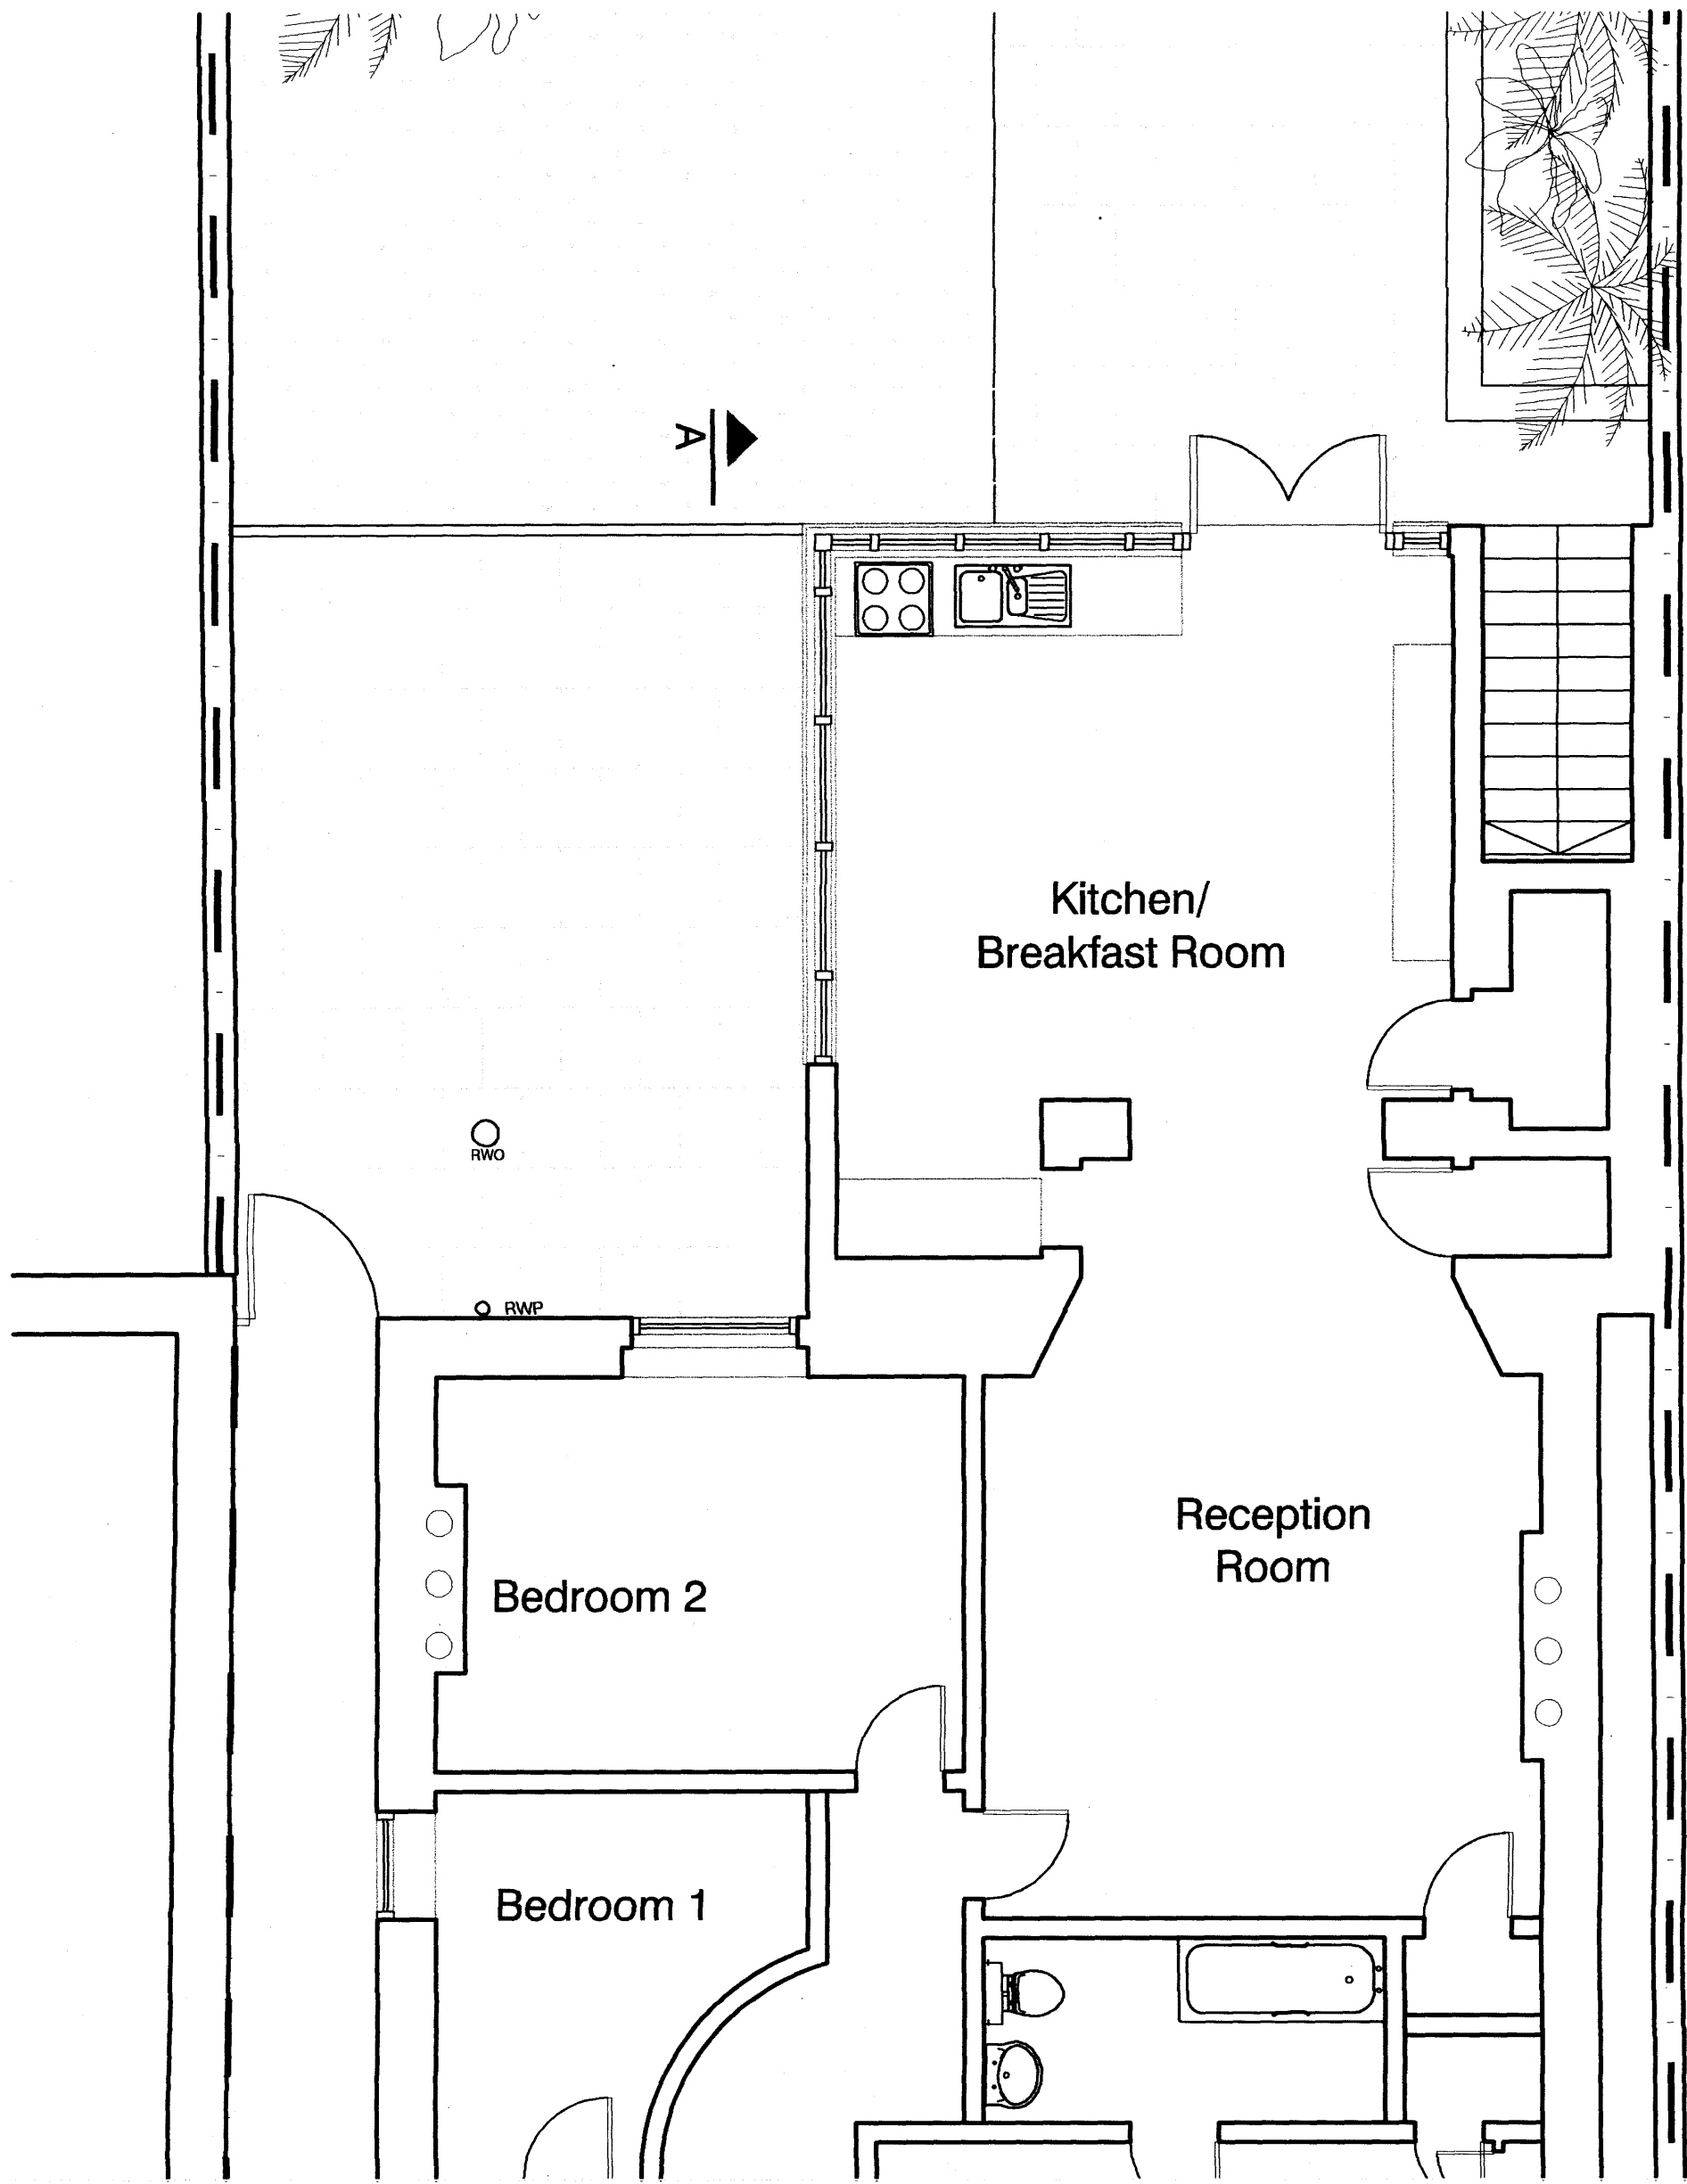 A
Kitchen/
Breakfast Room
RWO
RWP
Reception
Room
Bedroom 2
Bedroom 1